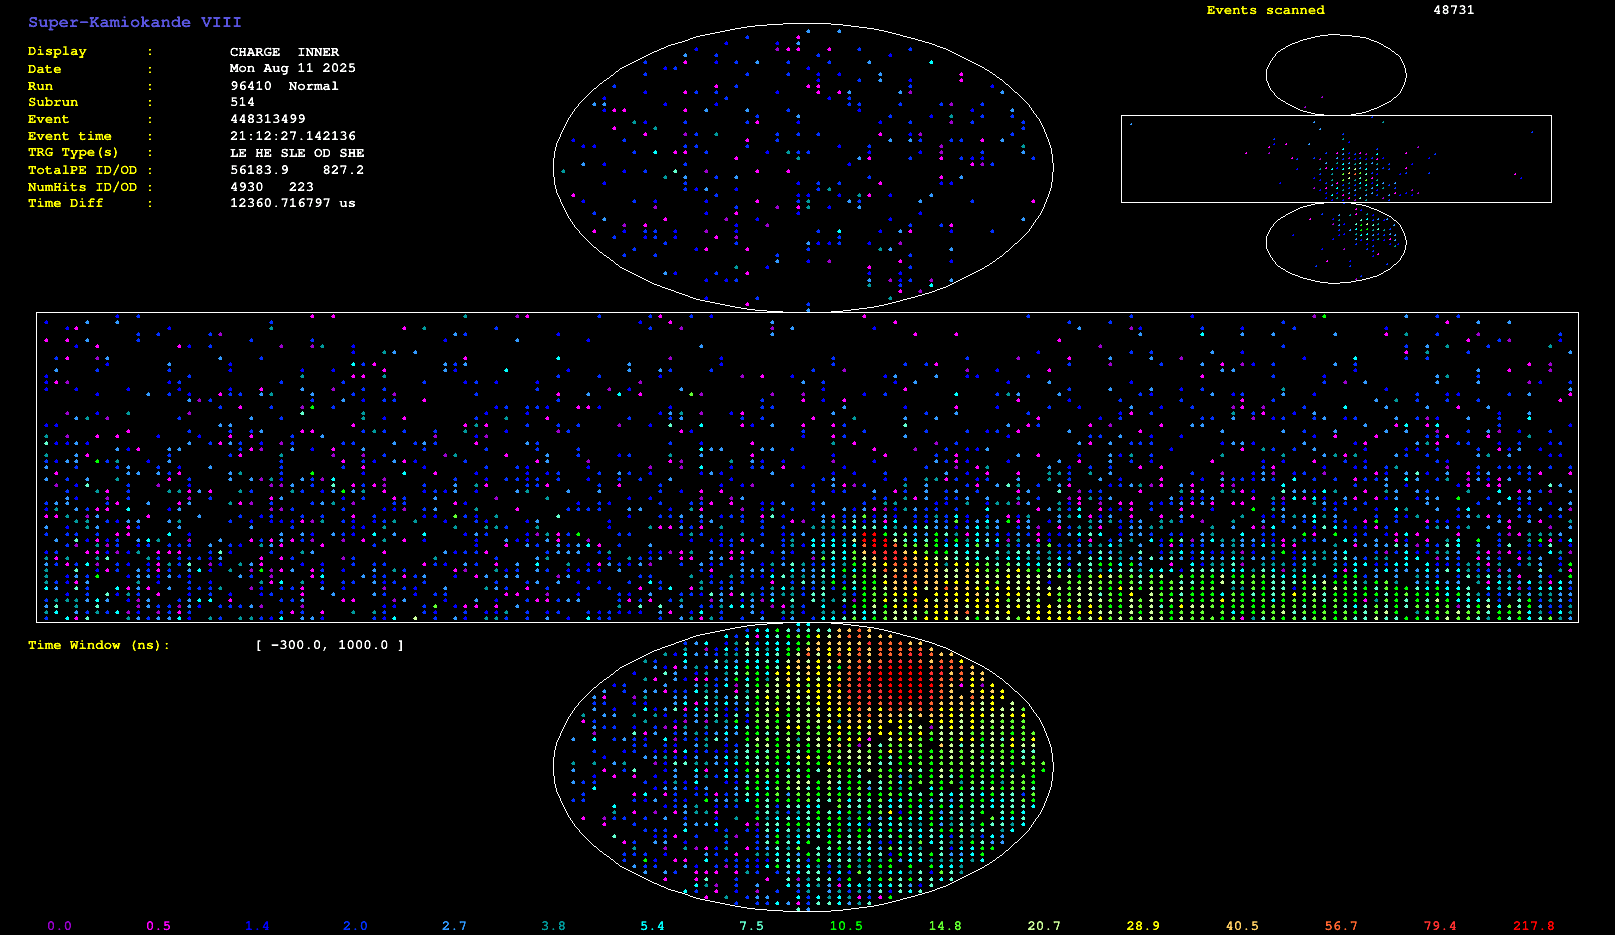 Super-Kamiokande VIII
Events scanned 48731
Display : CHARGE INNER
Date : Mon Aug 11 2025
Run : 96410 Normal
Subrun : 514
Event : 448313499
Event time : 21:12:27.142136
TRG Type(s) : LE HE SLE OD SHE
TotalPE ID/OD : 56183.9 827.2
NumHits ID/OD : 4930 223
Time Diff : 12360.716797 us
Time Window (ns): [ -300.0, 1000.0 ]
0.0 0.5 1.4 2.0 2.7 3.8 5.4 7.5 10.5 14.8 20.7 28.9 40.5 56.7 79.4 217.8